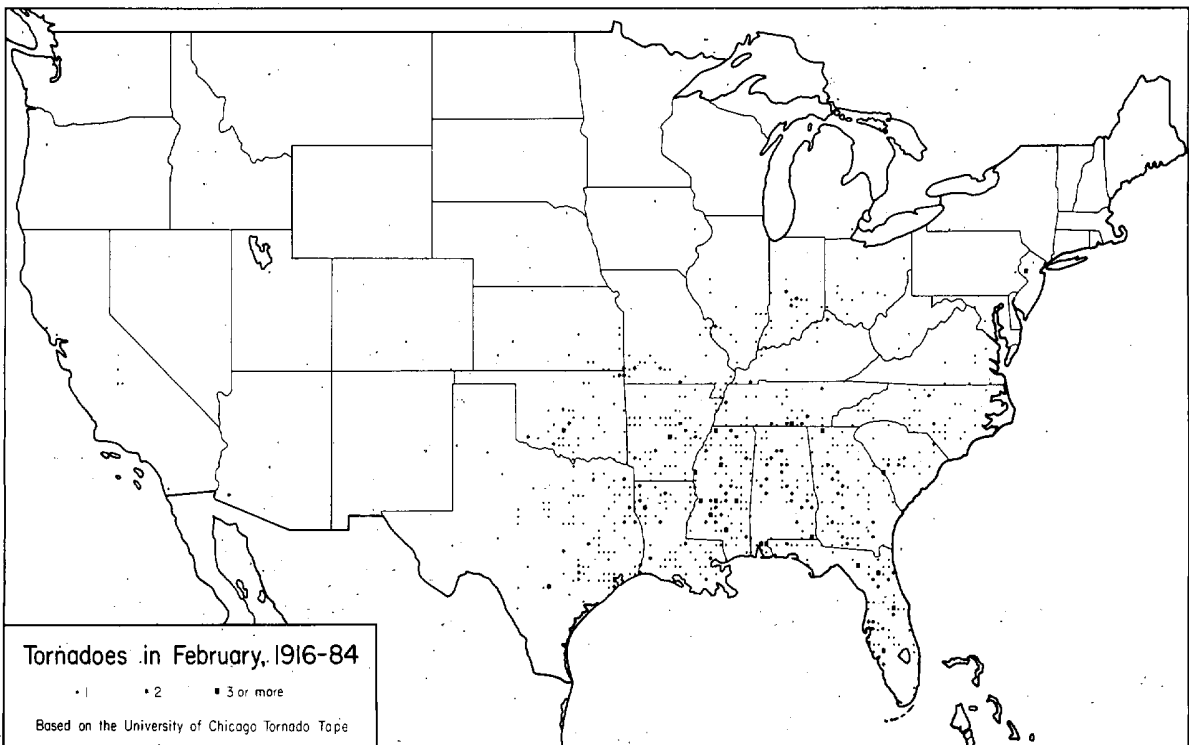 Tornadoes in February, 1916-84
• 1 • 2 ■ 3 or more
Based on the University of Chicago Tornado Tape